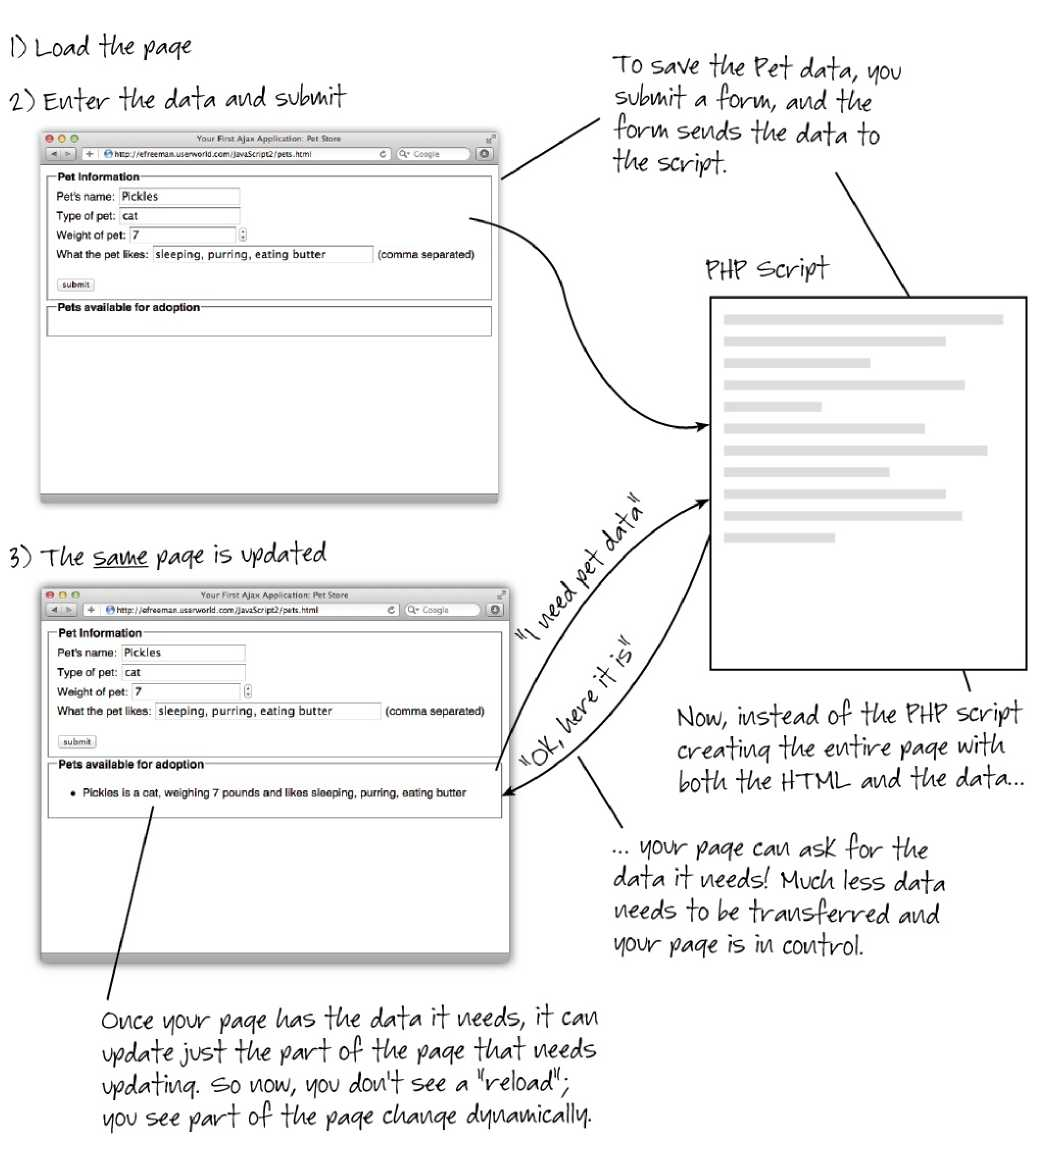 1) Load the page
2) Enter the data and submit
To save the Pet data, you
submit a form, and the
form sends the data to
the script.
Your First Ajax Application: Pet Store
http://efreeman.userworld.com/JavaScript2/pets.html
Google
Pet Information
Pet's name: Pickles
Type of pet: cat
Weight of pet: 7
What the pet likes: sleeping, purring, eating butter (comma separated)
submit
Pets available for adoption
PHP Script
3) The same page is updated
Your First Ajax Application: Pet Store
http://efreeman.userworld.com/JavaScript2/pets.html
Google
Pet Information
Pet's name: Pickles
Type of pet: cat
Weight of pet: 7
What the pet likes: sleeping, purring, eating butter (comma separated)
submit
Pets available for adoption
• Pickles is a cat, weighing 7 pounds and likes sleeping, purring, eating butter
"I need pet data"
"Ok, here it is"
Now, instead of the PHP script
creating the entire page with
both the HTML and the data...
... your page can ask for the
data it needs! Much less data
needs to be transferred and
your page is in control.
Once your page has the data it needs, it can
update just the part of the page that needs
updating. So now, you don't see a "reload";
you see part of the page change dynamically.